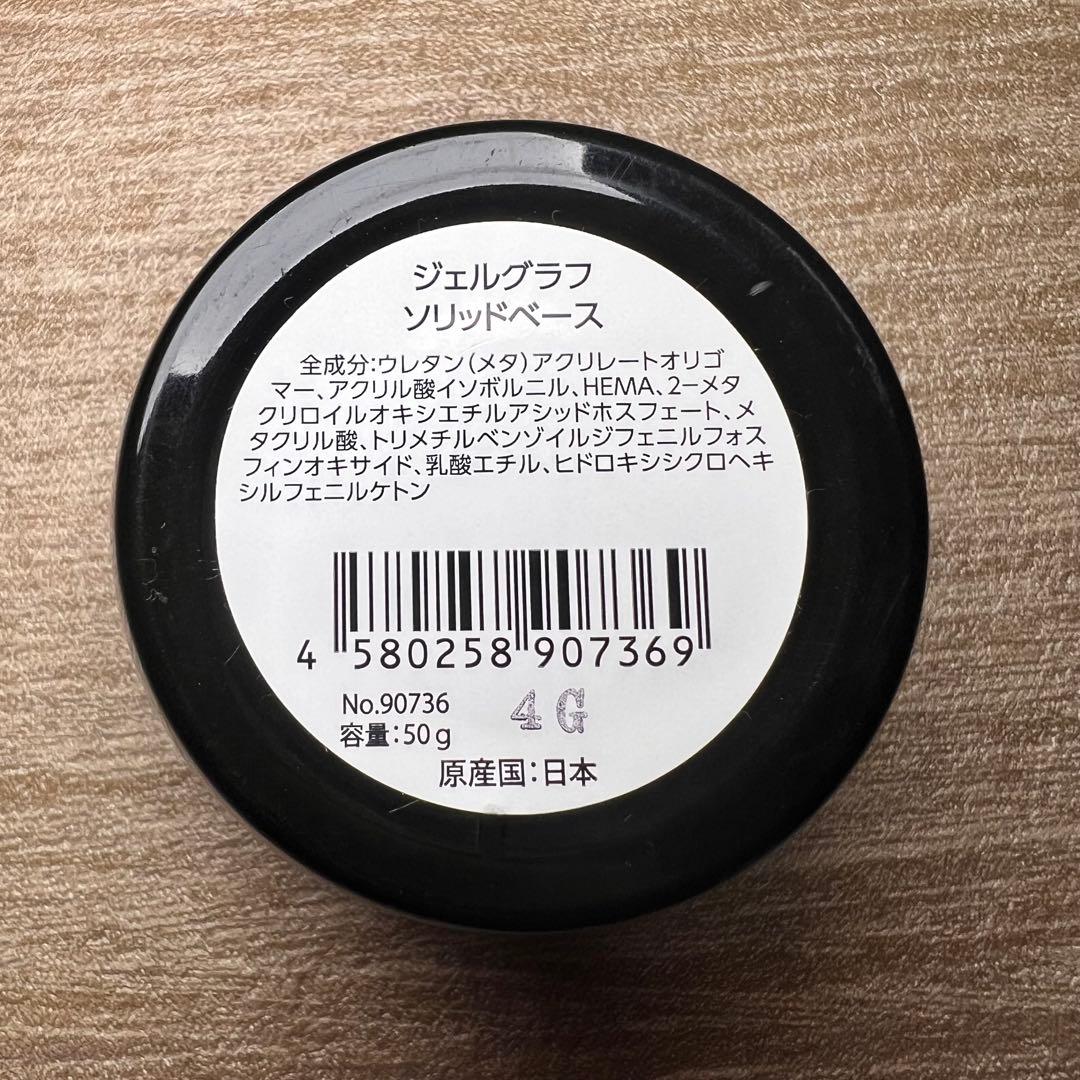 ジェルグラフ
ソリッドベース
全成分:ウレタン(メタ)アクリレートオリゴ
マー、アクリル酸イソボルニル、HEMA、2-メタ
クリロイルオキシエチルアシッドホスフェート、メ
タクリル酸、トリメチルベンゾイルジフェニルフォス
フィンオキサイド、乳酸エチル、ヒドロキシシクロヘキ
シルフェニルケトン
4 580258 907369
No.90736 4G
容量:50g
原産国:日本